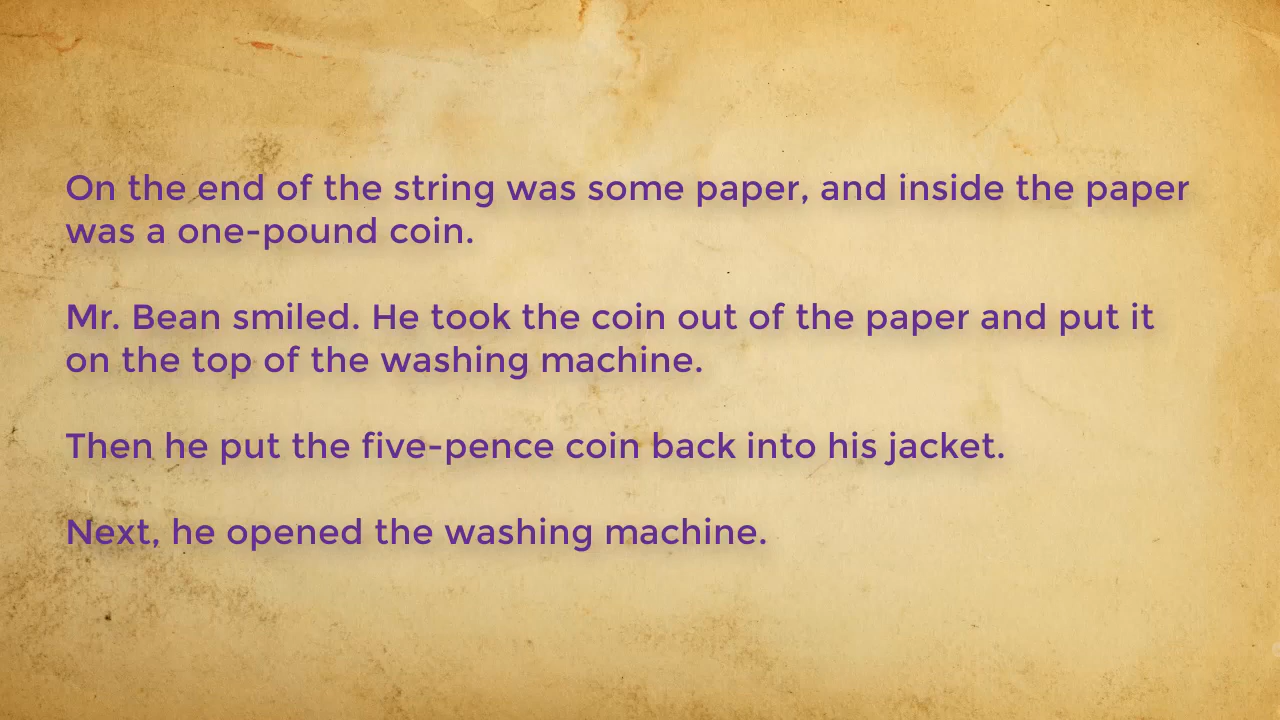 On the end of the string was some paper, and inside the paper
was a one-pound coin.
Mr. Bean smiled. He took the coin out of the paper and put it
on the top of the washing machine.
Then he put the five-pence coin back into his jacket.
Next, he opened the washing machine.